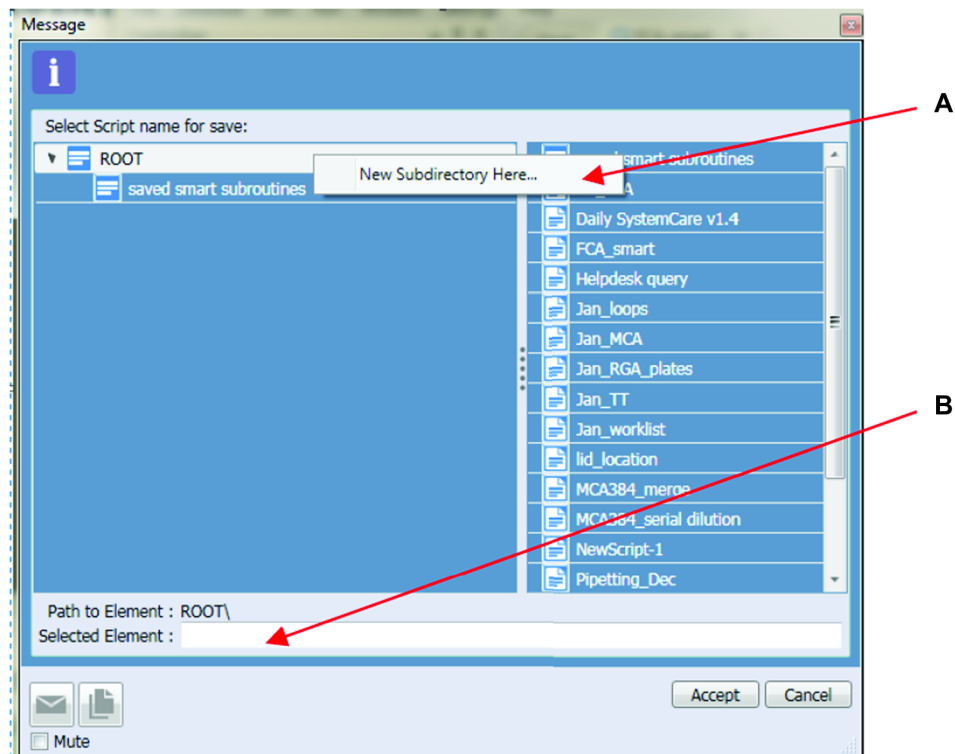 Message
i
A
Select Script name for save:
ROOT
saved smart subroutines
New Subdirectory Here...
smart subroutines
Daily SystemCare v1.4
FCA_smart
Helpdesk query
Jan_loops
Jan_MCA
Jan_RGA_plates
Jan_TT
B
Jan_worklist
lid_location
MCA384_merge
MCA384_serial dilution
NewScript-1
Pipetting_Dec
Path to Element : ROOT\
Selected Element :
Accept
Cancel
Mute